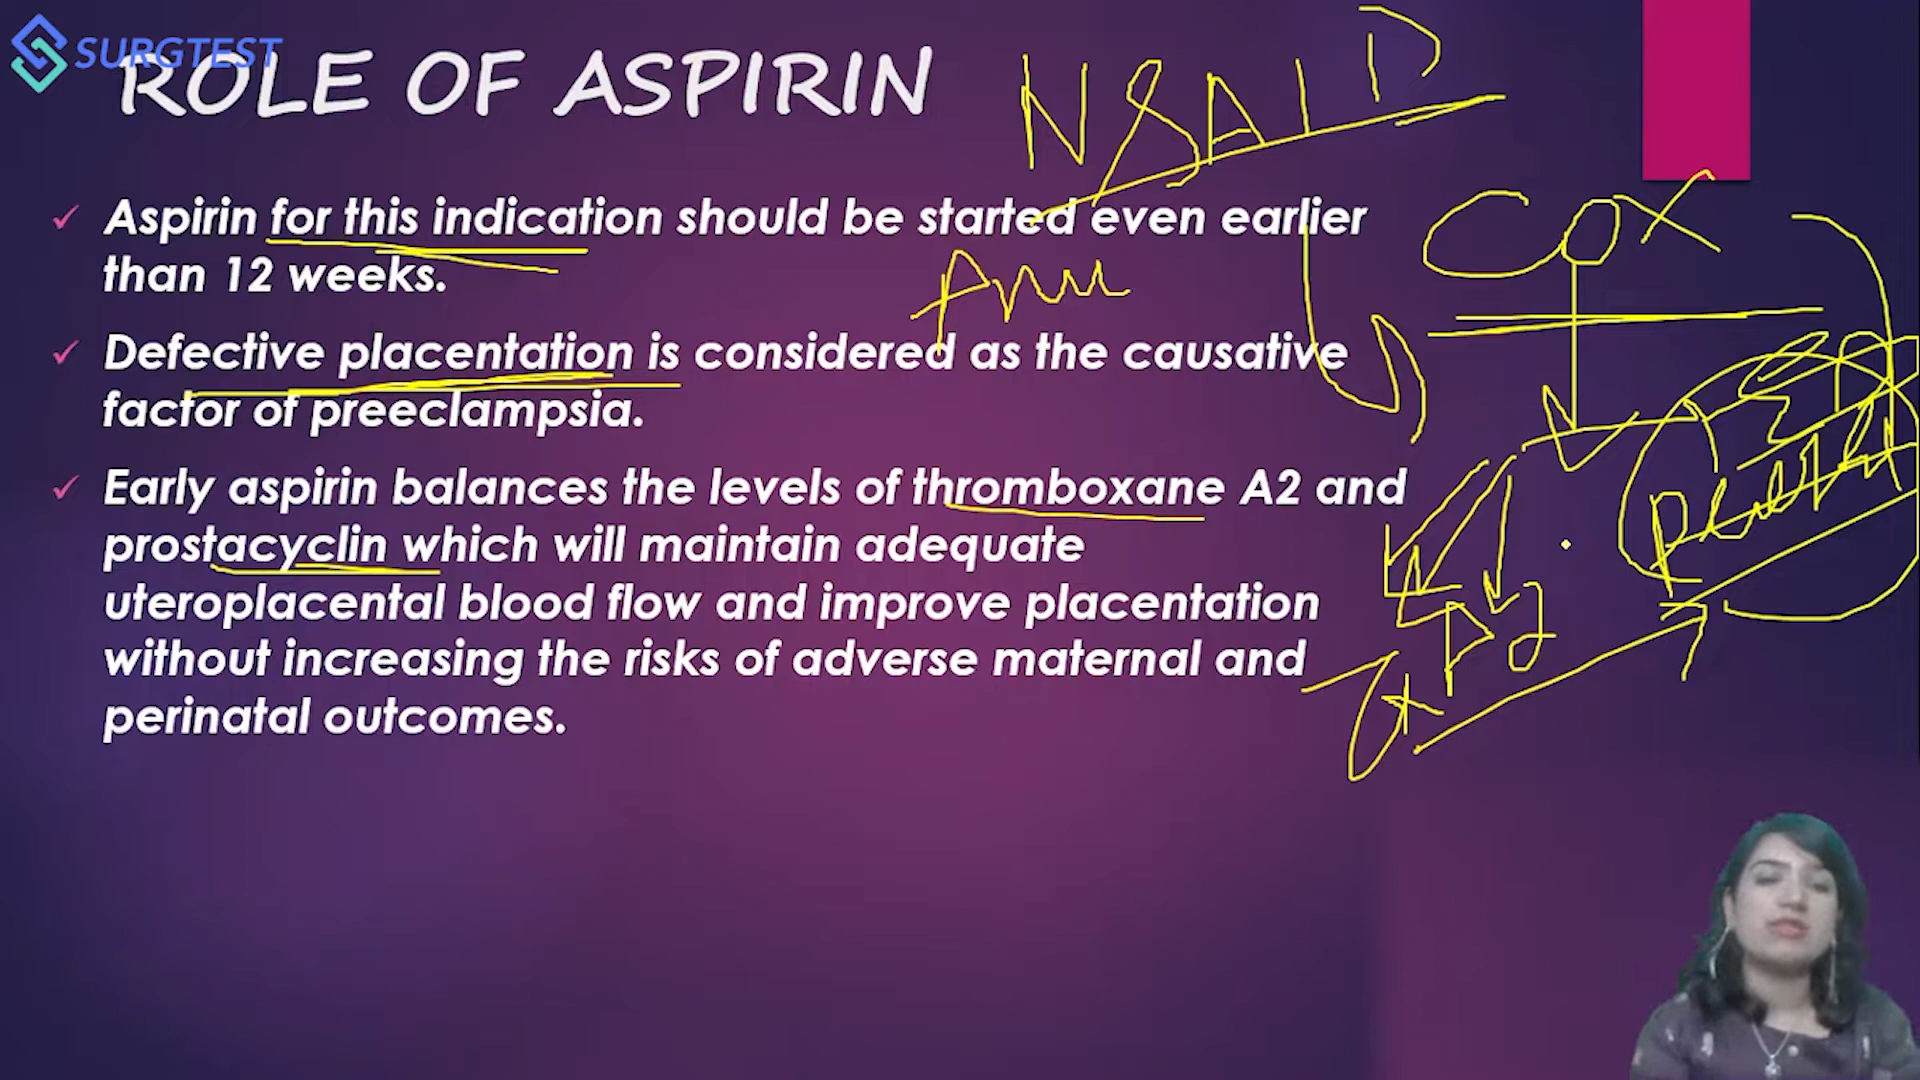 SURGTEST
ROLE OF ASPIRIN
NSAID
Aspirin for this indication should be started even earlier
than 12 weeks.
COX
Defective placentation is considered as the causative
factor of preeclampsia.
Early aspirin balances the levels of thromboxane A2 and
prostacyclin which will maintain adequate
uteroplacental blood flow and improve placentation
without increasing the risks of adverse maternal and
perinatal outcomes.